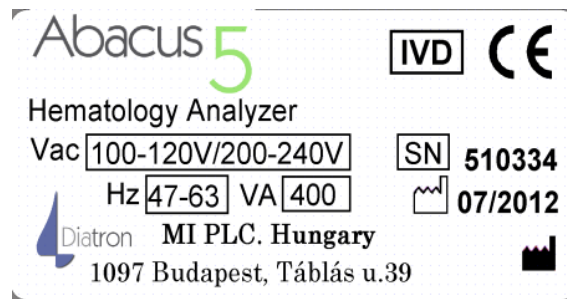 Abacus 5
IVD CE
Hematology Analyzer
Vac 100-120V/200-240V
SN 510334
Hz 47-63 VA 400
07/2012
Diatron MI PLC. Hungary
1097 Budapest, Táblás u.39